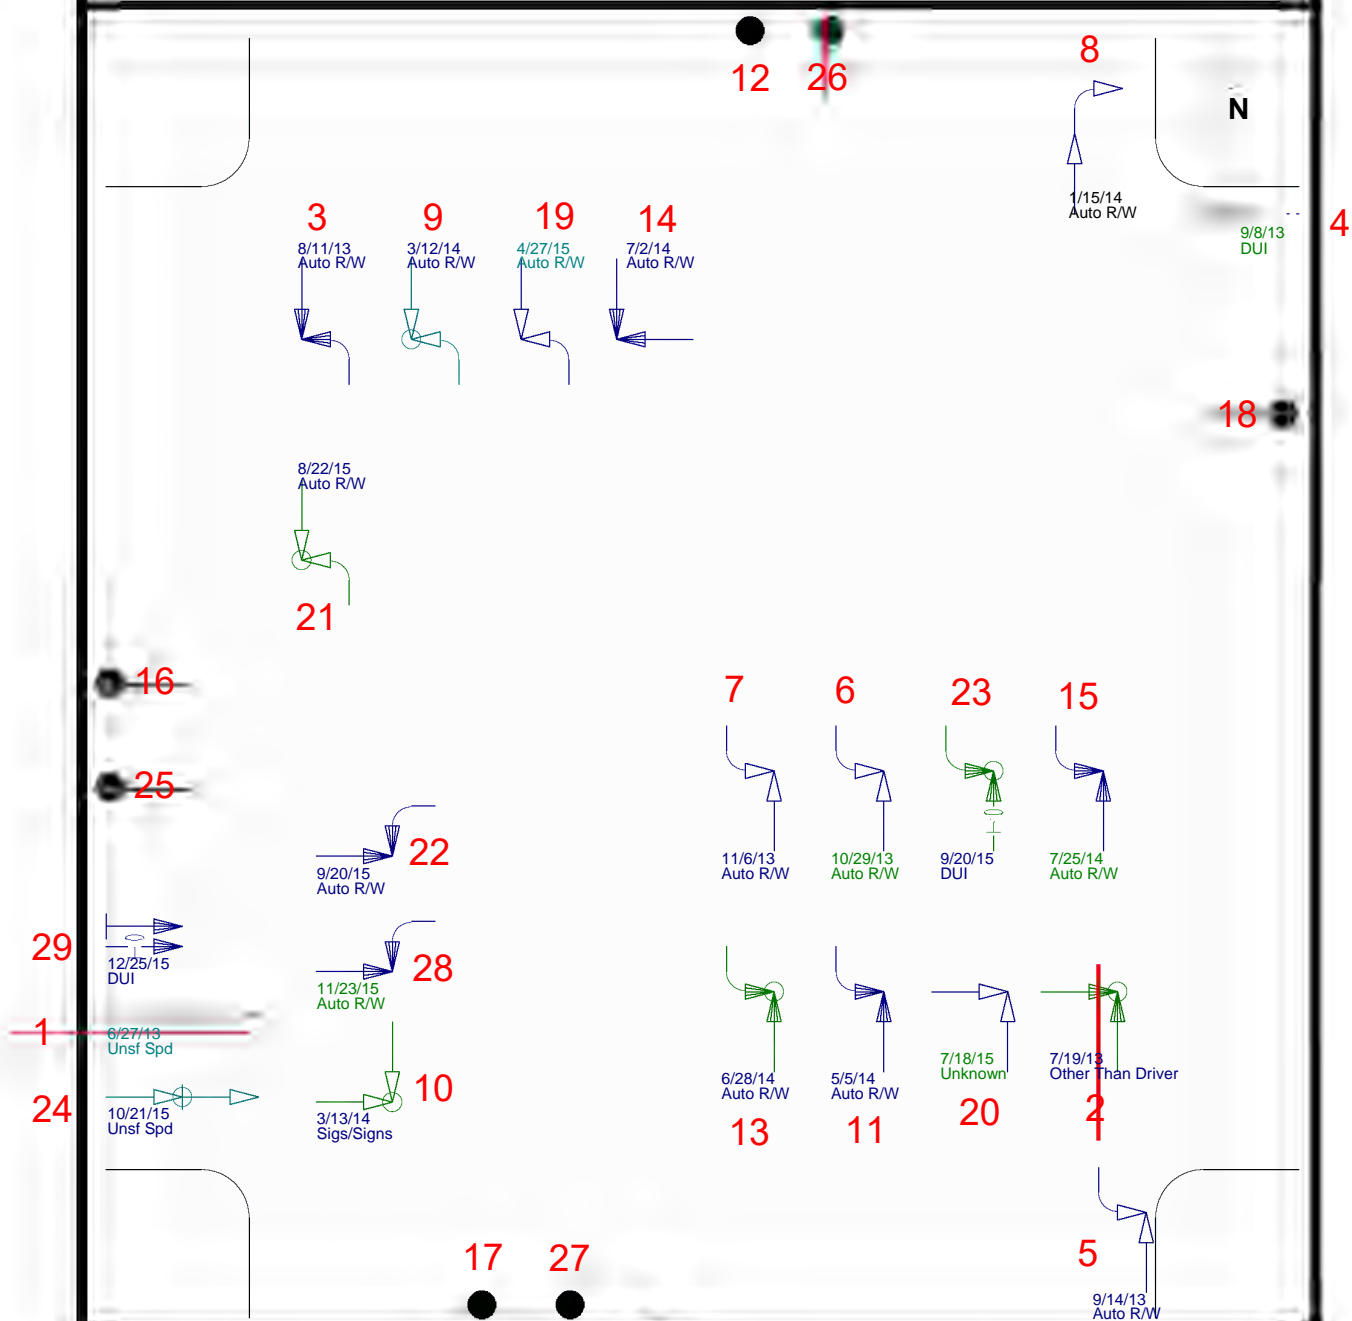 12
26
8
N
1/15/14
Auto R/W
4
9/8/13
DUI
3
9
19
14
8/11/13
Auto R/W
3/12/14
Auto R/W
4/27/15
Auto R/W
7/2/14
Auto R/W
18
8/22/15
Auto R/W
21
16
25
7
6
23
15
22
9/20/15
Auto R/W
11/6/13
Auto R/W
10/29/13
Auto R/W
9/20/15
DUI
7/25/14
Auto R/W
29
12/25/15
DUI
28
11/23/15
Auto R/W
1
6/27/13
Unsf Spd
24
10/21/15
Unsf Spd
10
3/13/14
Sigs/Signs
6/28/14
Auto R/W
13
5/5/14
Auto R/W
11
7/18/15
Unknown
20
7/19/13
Other Than Driver
2
5
9/14/13
Auto R/W
17
27